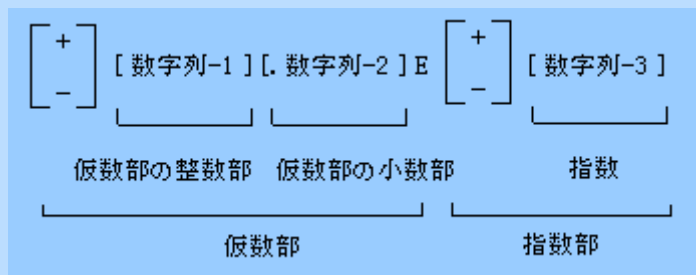 [+ -] [数字列-1][.数字列-2]E[+ -] [数字列-3]
仮数部の整数部 仮数部の小数部 指数
仮数部 指数部